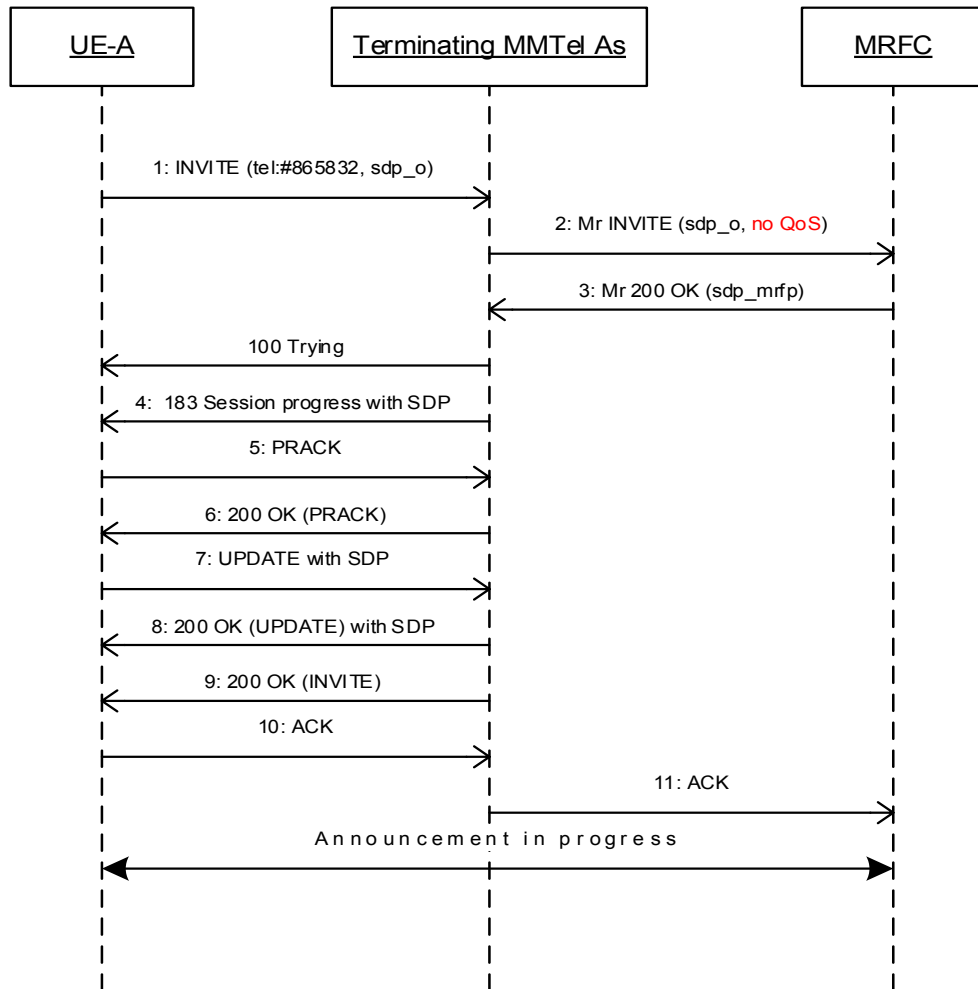 UE-A
Terminating MMTel As
MRFC
1: INVITE (tel:#865832, sdp_o)
2: Mr INVITE (sdp_o, no QoS)
3: Mr 200 OK (sdp_mrfp)
100 Trying
4: 183 Session progress with SDP
5: PRACK
6: 200 OK (PRACK)
7: UPDATE with SDP
8: 200 OK (UPDATE) with SDP
9: 200 OK (INVITE)
10: ACK
11: ACK
Announcement in progress